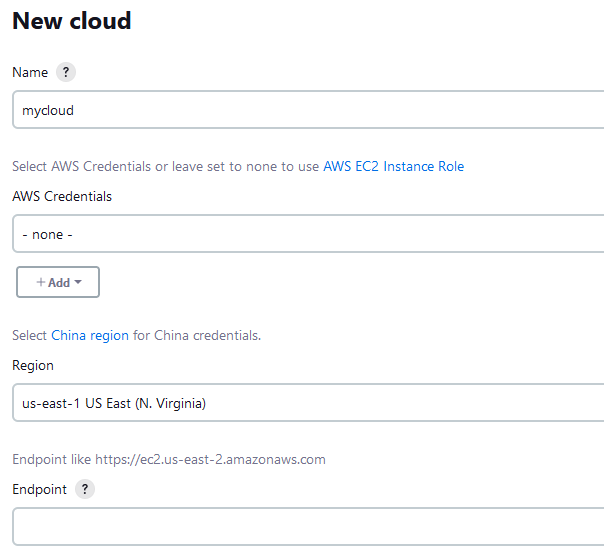 New cloud
Name ?
mycloud
Select AWS Credentials or leave set to none to use AWS EC2 Instance Role
AWS Credentials
- none -
+ Add
Select China region for China credentials.
Region
us-east-1 US East (N. Virginia)
Endpoint like https://ec2.us-east-2.amazonaws.com
Endpoint ?